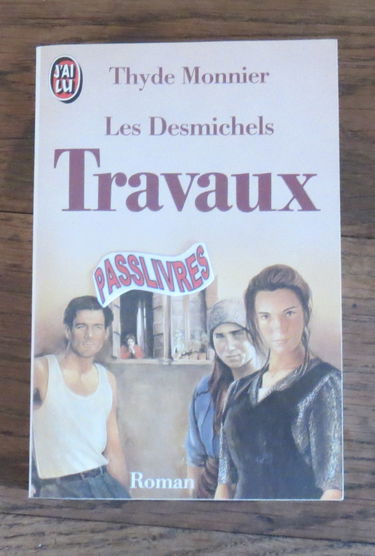 J'AI
LU
Thyde Monnier
Les Desmichels
Travaux
PASSLIVRES
Roman